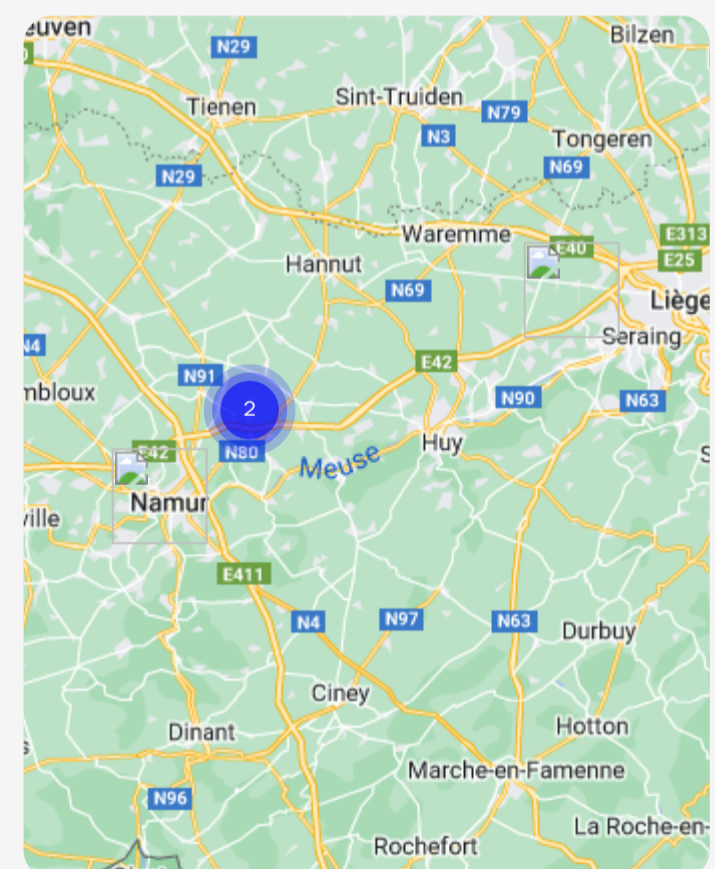 euven
N29
Bilzen
Tienen
Sint-Truiden
N79
N3
Tongeren
N69
N29
Waremme
E313
E40
E25
Hannut
N69
Liège
Seraing
N4
E42
N91
mbloux
N90
N63
2
N80
E42
Huy
Meuse
Namur
ville
E411
N4
N97
N63
Durbuy
Ciney
Dinant
Hotton
Marche-en-Famenne
N96
La Roche-en-
Rochefort